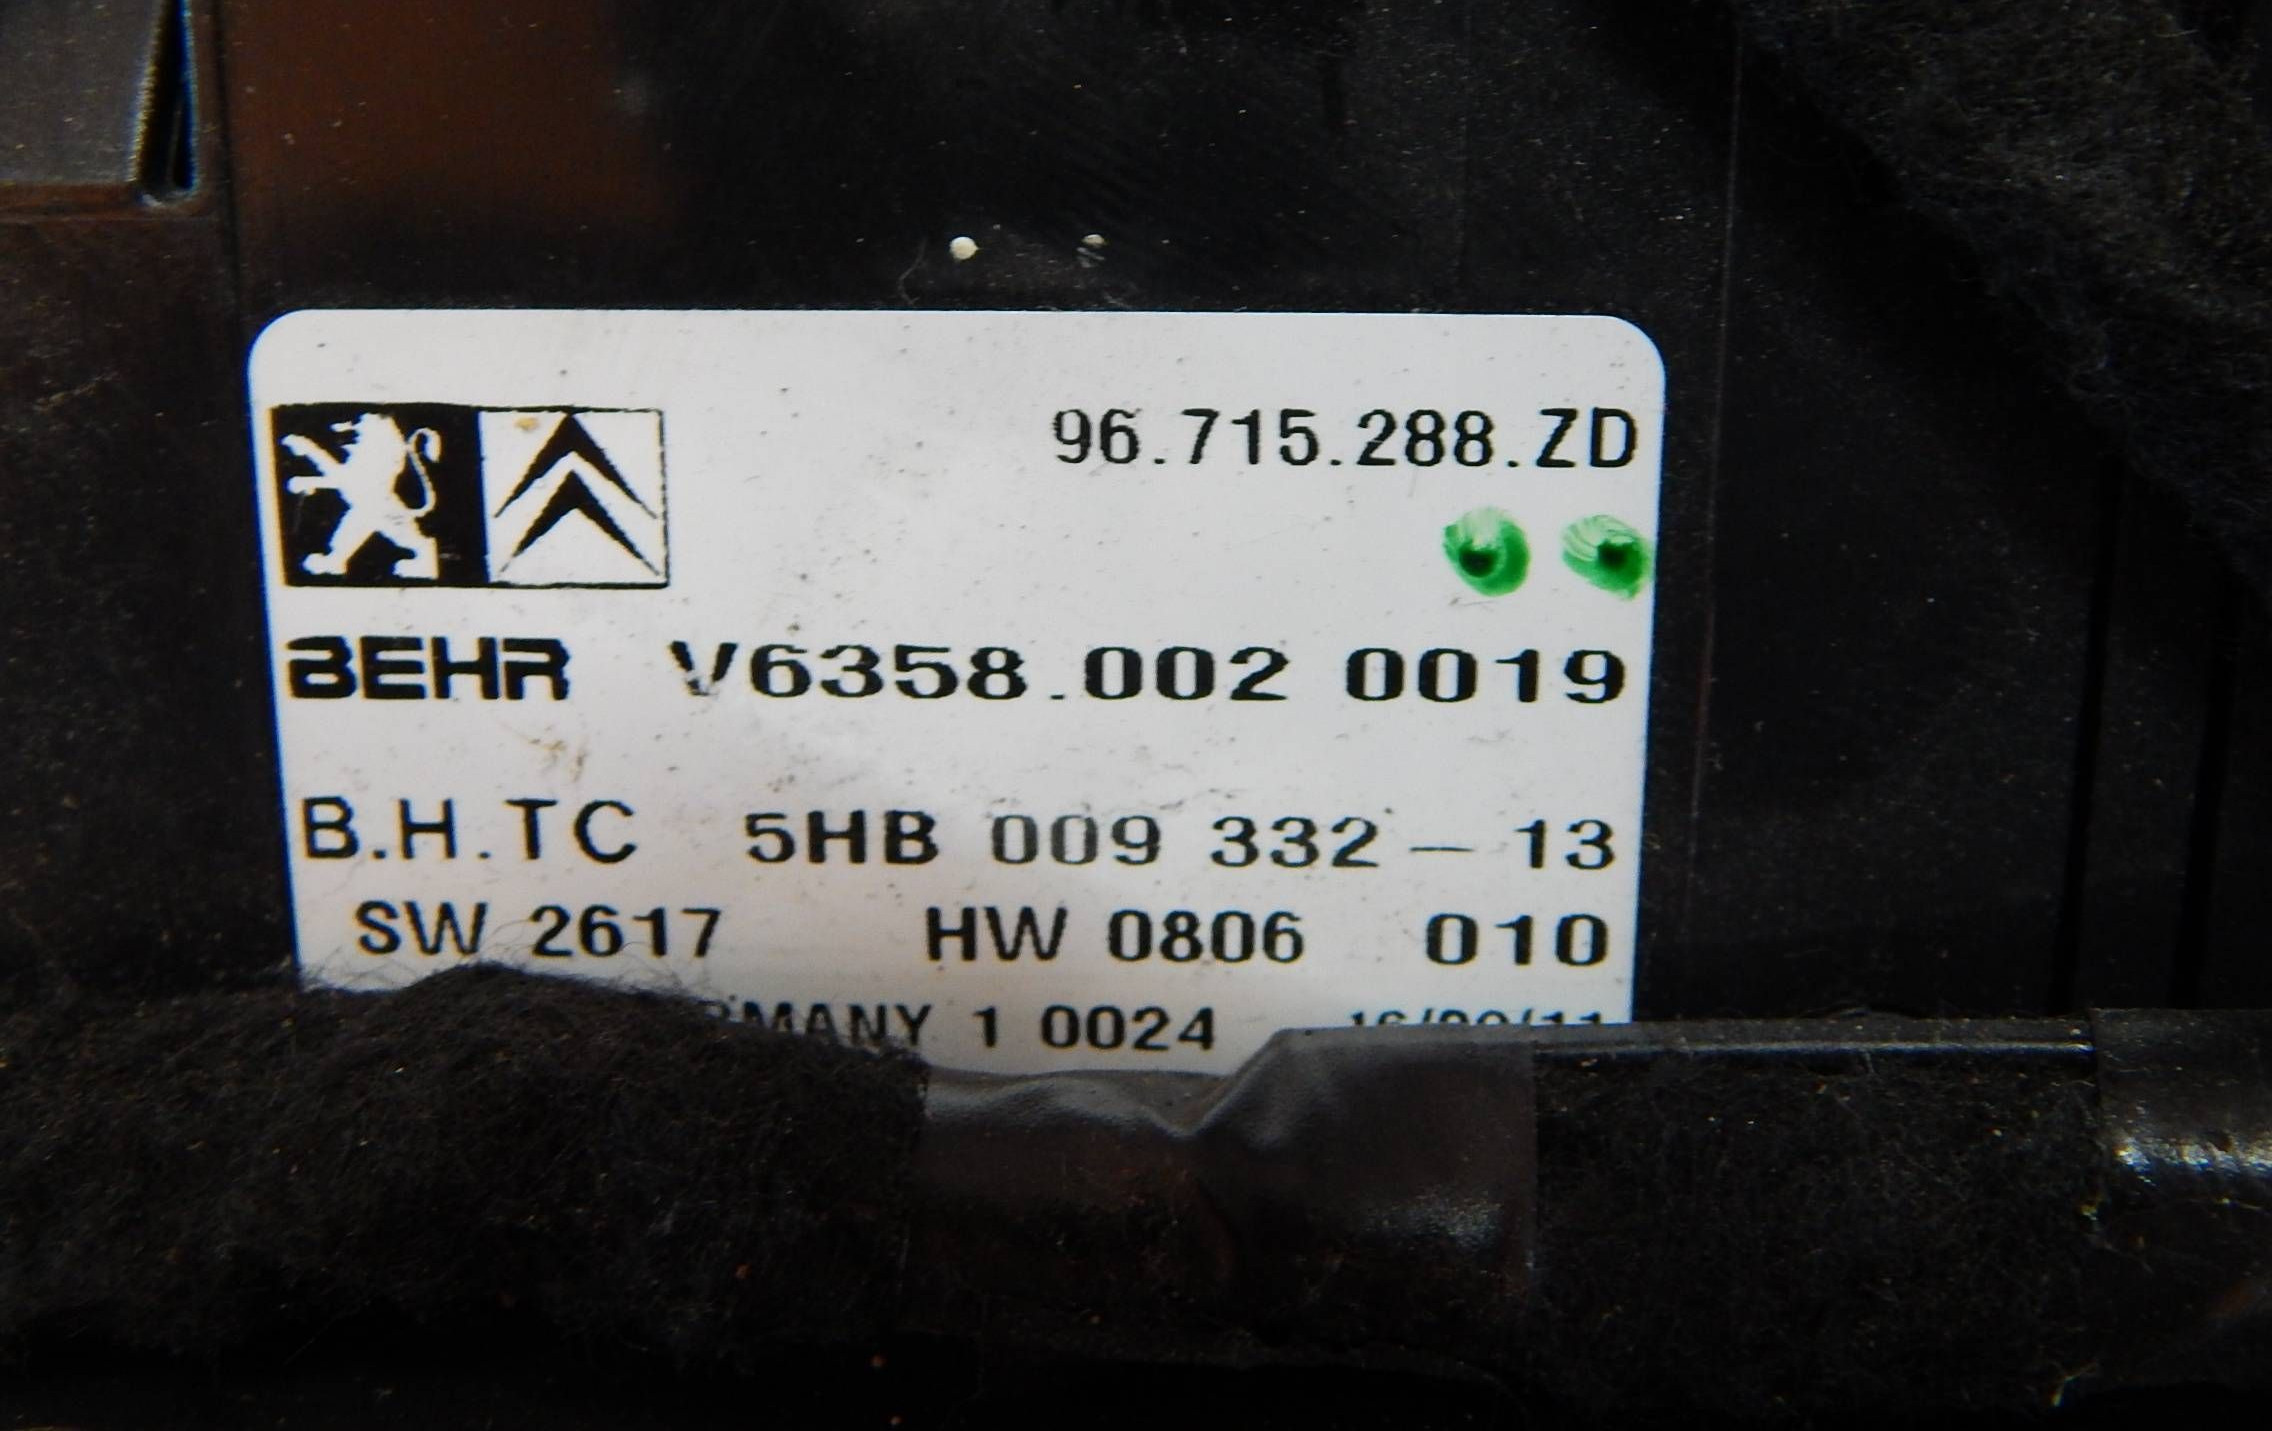 96.715.288.ZD
BEHR V6358.002 0019
B.H.TC 5HB 009 332-13
SW 2617 HW 0806 010
1 0024